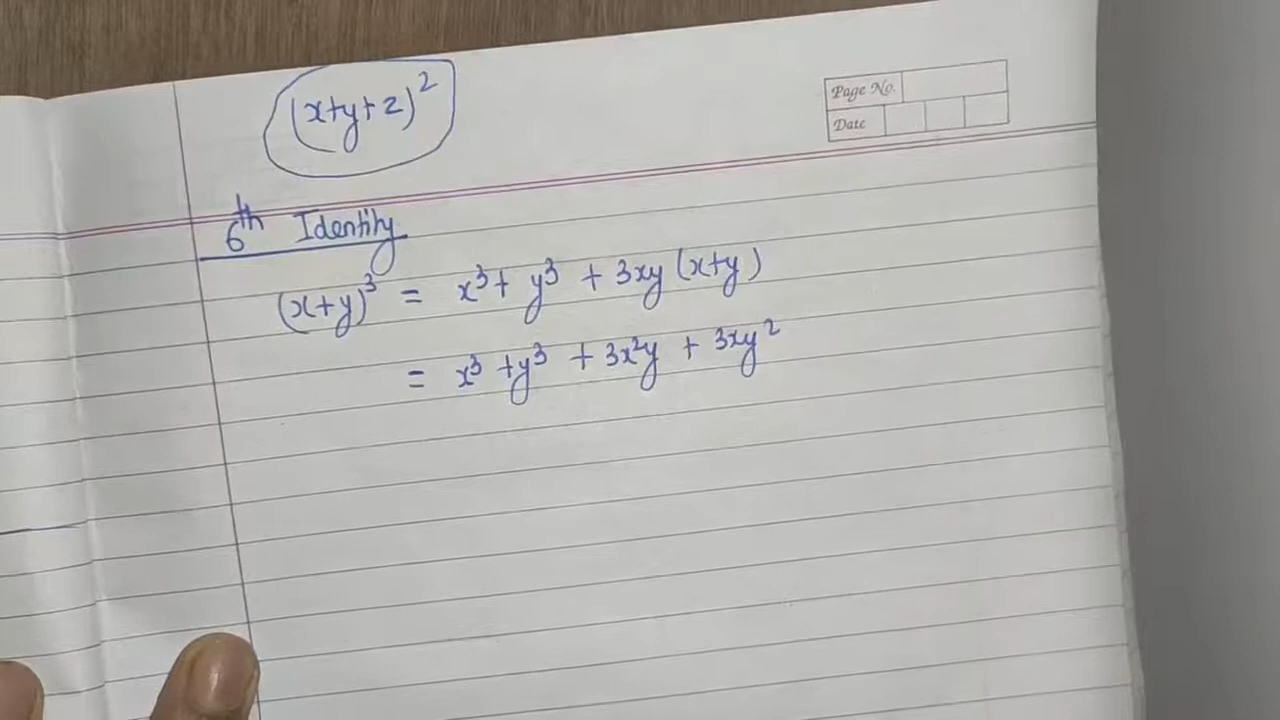 (x+y+z)²
Page No.
Date
6th Identity
(x+y)³ = x³+ y³ + 3xy (x+y)
= x³ +y³ + 3x²y + 3xy²